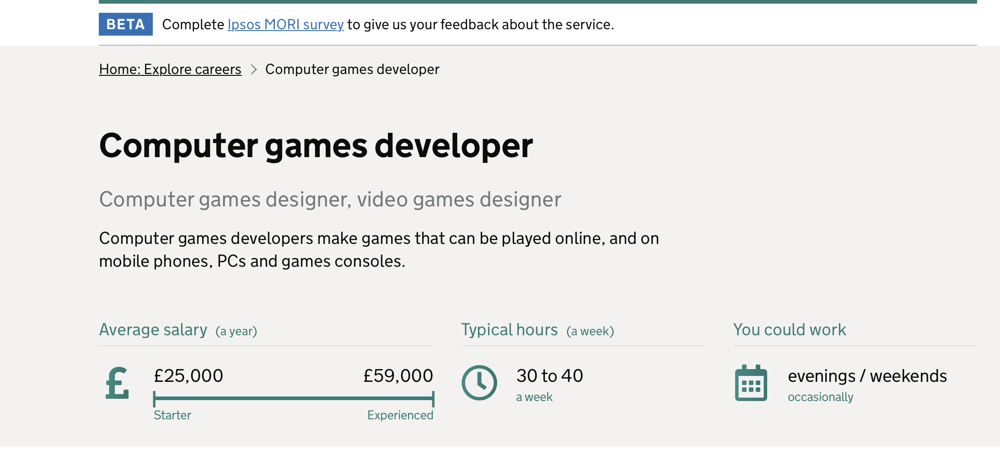 BETA Complete Ipsos MORI survey to give us your feedback about the service.
Home: Explore careers > Computer games developer
Computer games developer
Computer games designer, video games designer
Computer games developers make games that can be played online, and on
mobile phones, PCs and games consoles.
Average salary (a year)
£
£25,000 £59,000
Starter Experienced
Typical hours (a week)
30 to 40
a week
You could work
evenings / weekends
occasionally